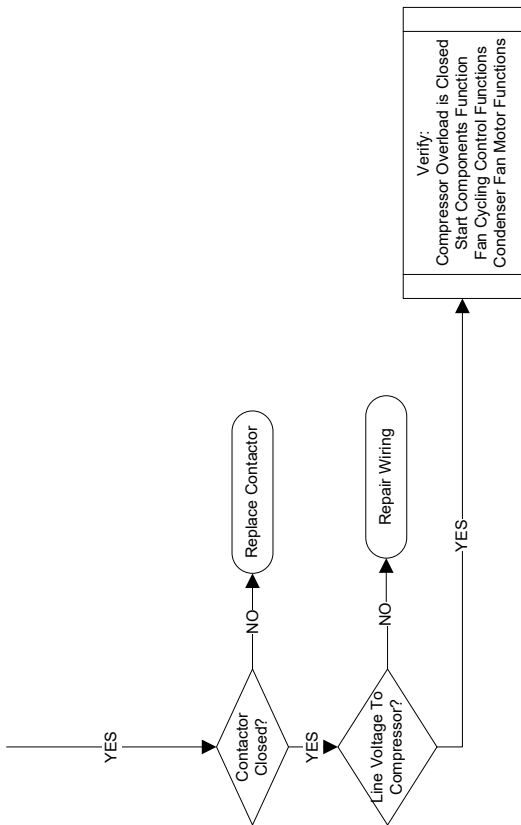 YES
Contactor
Closed?
NO
Replace Contactor
YES
Line Voltage To
Compressor?
NO
Repair Wiring
YES
Verify:
Compressor Overload is Closed
Start Components Function
Fan Cycling Control Functions
Condenser Fan Motor Functions